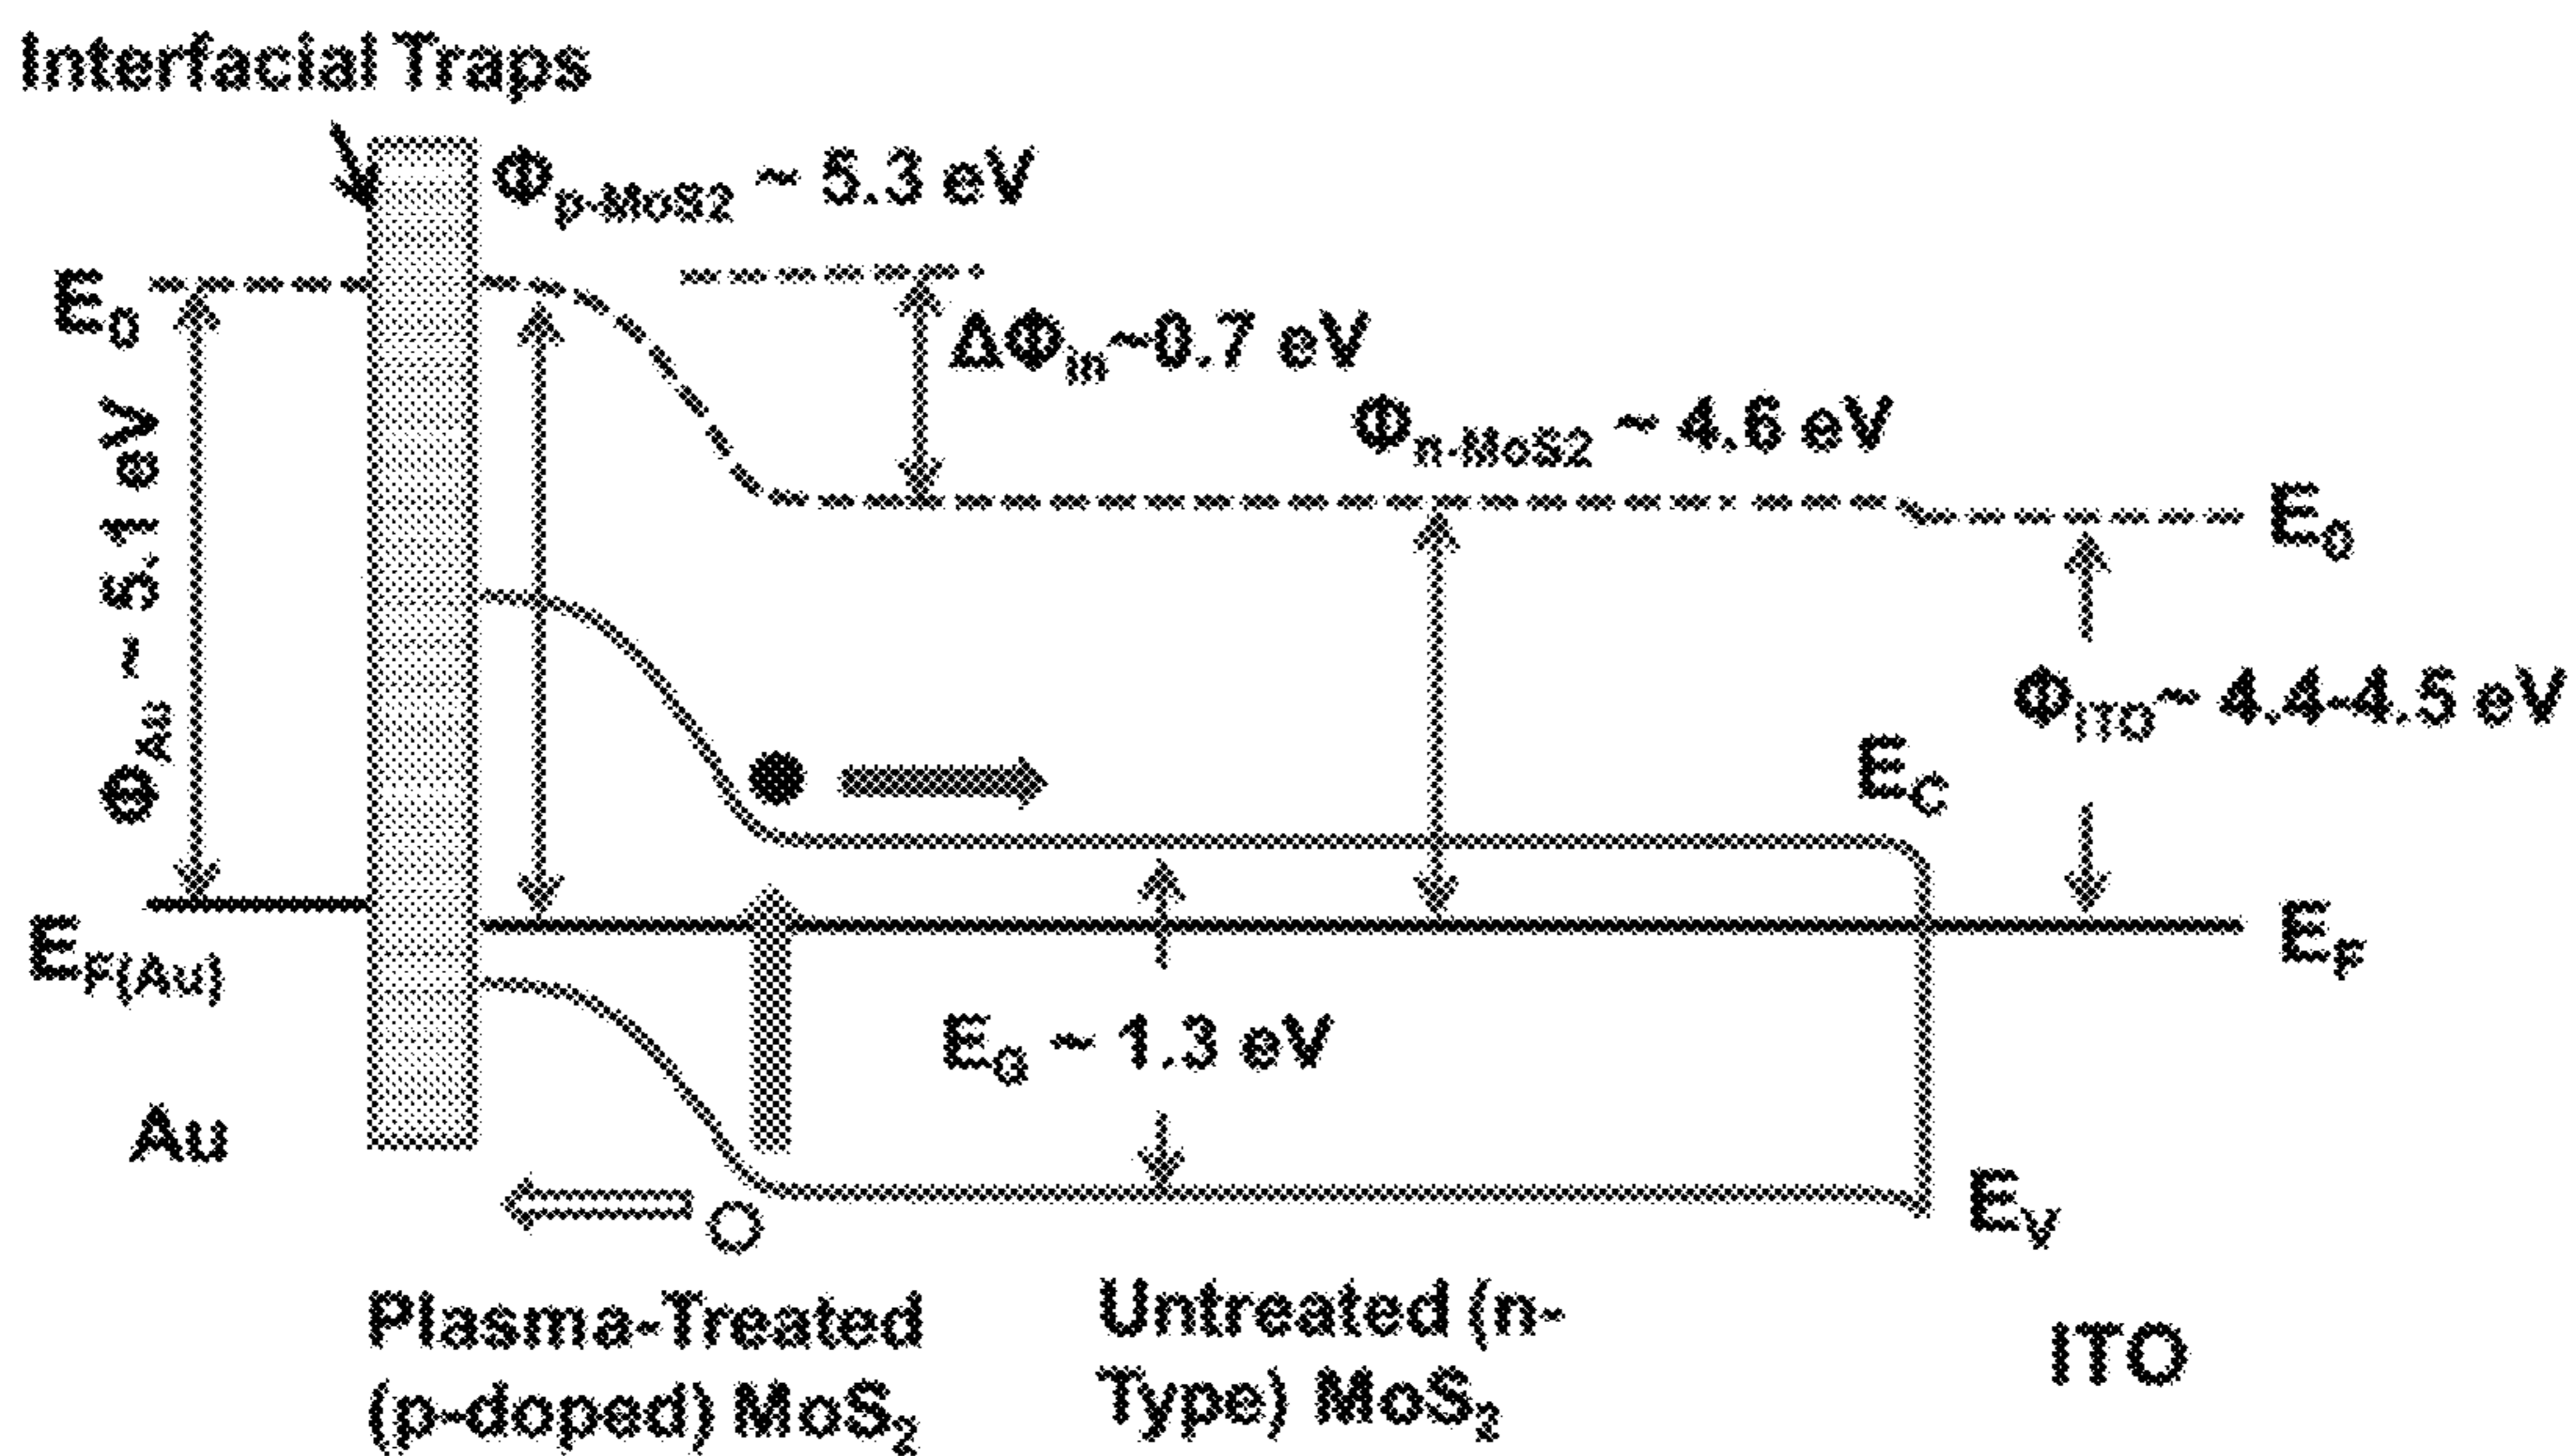 Interfacial Traps
Φp-MoS2 ~ 5.3 eV
E0
ΔΦin~0.7 eV
Φn-MoS2 ~ 4.6 eV
E0
ΦAu ~ 5.1 eV
ΦITO~ 4.4-4.5 eV
EC
EF(Au)
EF
EG ~ 1.3 eV
Au
EV
Plasma-Treated
(p-doped) MoS2
Untreated (n-
Type) MoS2
ITO